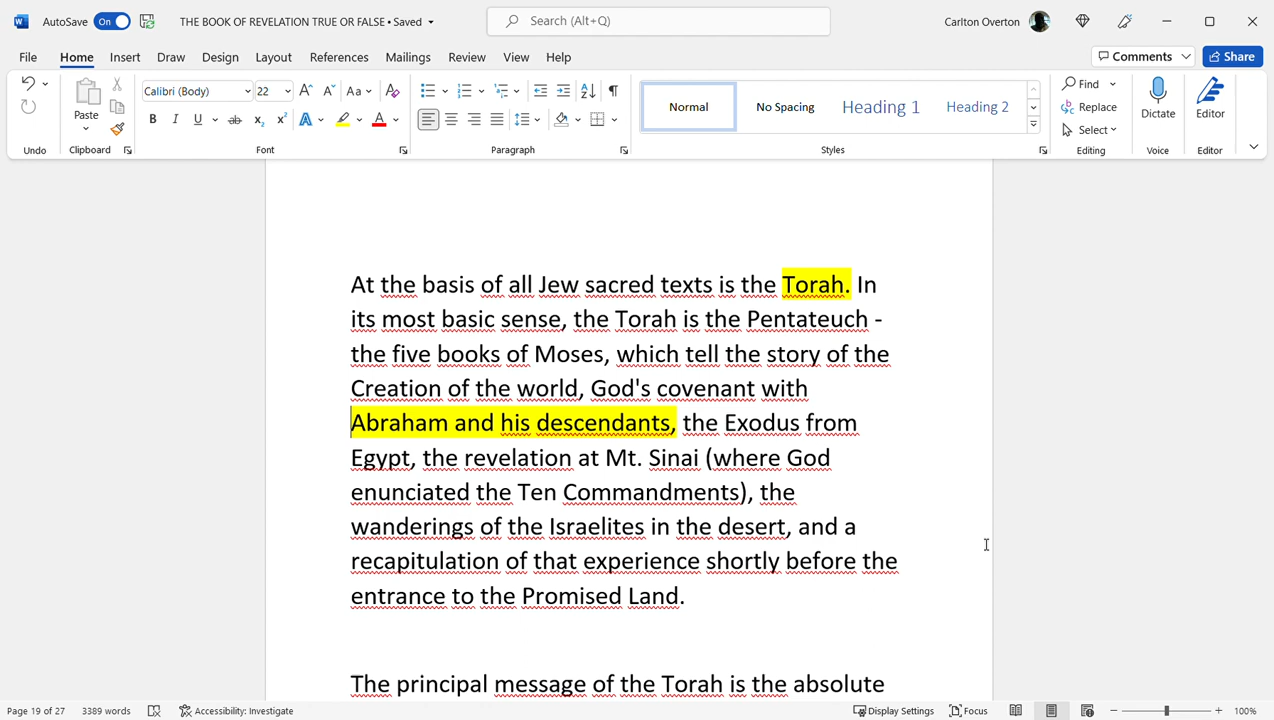 AutoSave On THE BOOK OF REVELATION TRUE OR FALSE • Saved Search (Alt+Q) Carlton Overton
File Home Insert Draw Design Layout References Mailings Review View Help Comments Share
Calibri (Body) 22 Aa Normal No Spacing Heading 1 Heading 2 Find
Paste B I U ab x₂ x² A A Replace Dictate Editor
Select
Undo Clipboard Font Paragraph Styles Editing Voice Editor
At the basis of all Jew sacred texts is the Torah. In
its most basic sense, the Torah is the Pentateuch -
the five books of Moses, which tell the story of the
Creation of the world, God's covenant with
Abraham and his descendants, the Exodus from
Egypt, the revelation at Mt. Sinai (where God
enunciated the Ten Commandments), the
wanderings of the Israelites in the desert, and a
recapitulation of that experience shortly before the
entrance to the Promised Land.
The principal message of the Torah is the absolute
Page 19 of 27 3389 words Accessibility: Investigate Display Settings Focus 100%